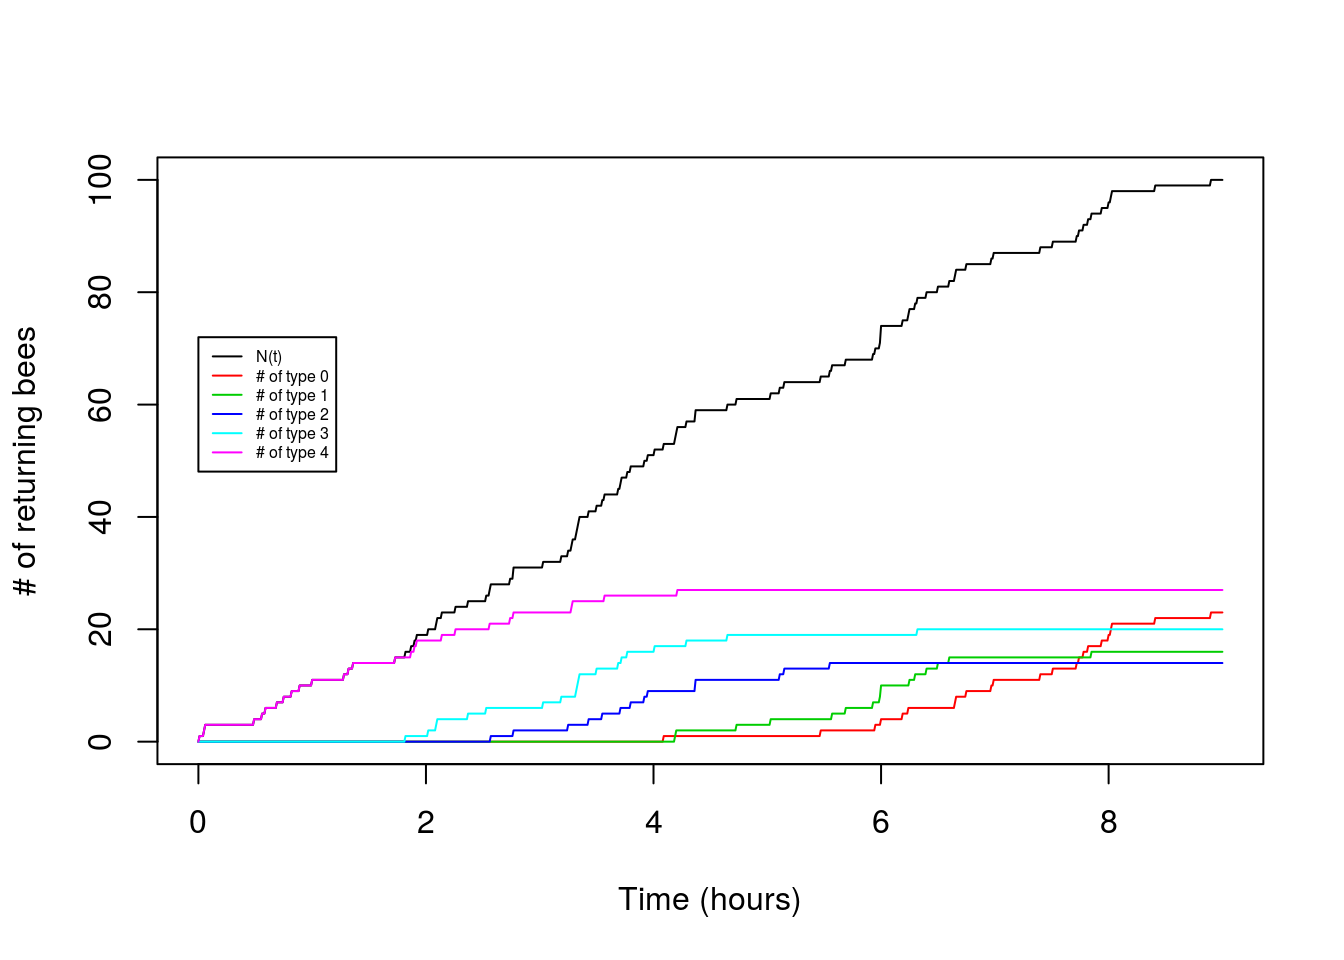 # of returning bees
100
80
60
40
20
0
N(t)
# of type 0
# of type 1
# of type 2
# of type 3
# of type 4
0 2 4 6 8
Time (hours)